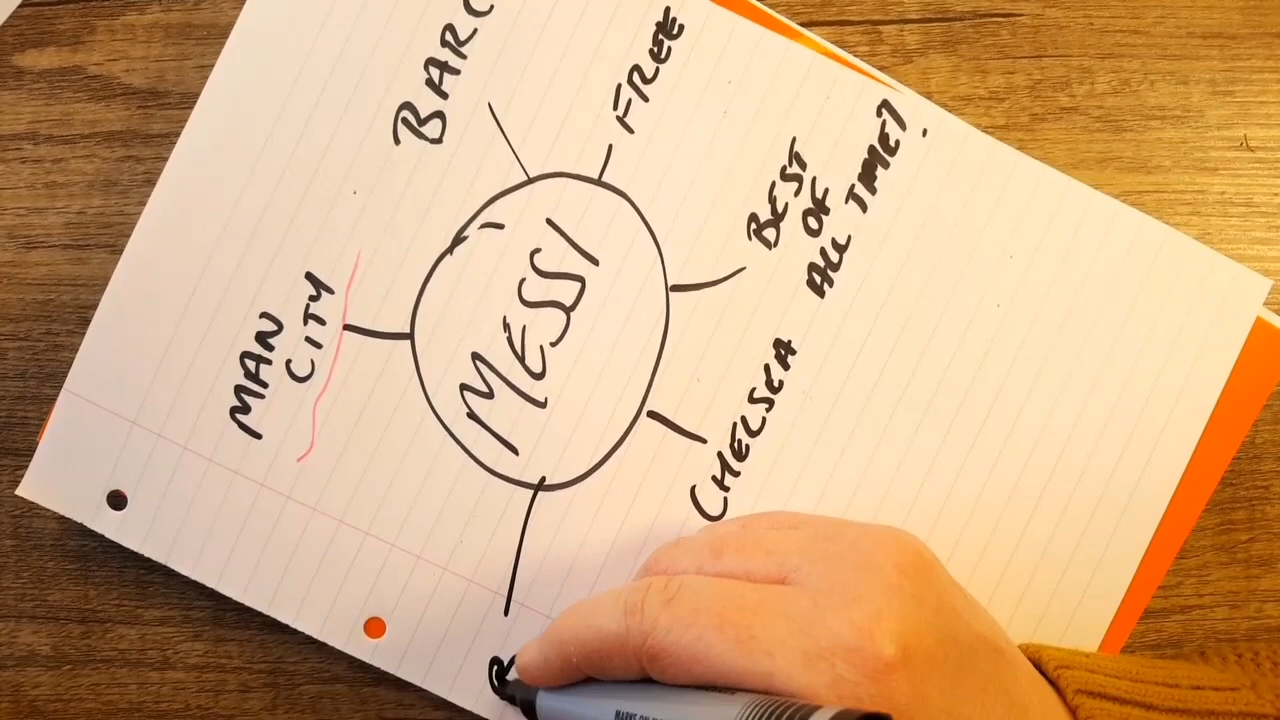 MESSI
BARC
FREE
BEST
OF
ALL TIME?
CHELSEA
MAN
CITY